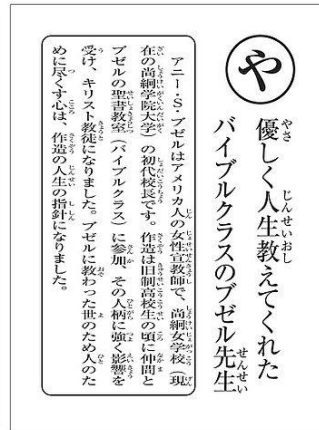 や
優しく人生教えてくれた
バイブルクラスのブゼル先生
アニー・S・ブゼルはアメリカ人の女性宣教師で、尚絅女学校（現
在の尚絅学院大学）の初代校長です。作造は旧制高校生の頃に仲間と
ブゼルの聖書教室（バイブルクラス）に参加、その人柄に強く影響を
受け、キリスト教徒になりました。ブゼルに教わった世のため人のた
めに尽くす心は、作造の人生の指針になりました。